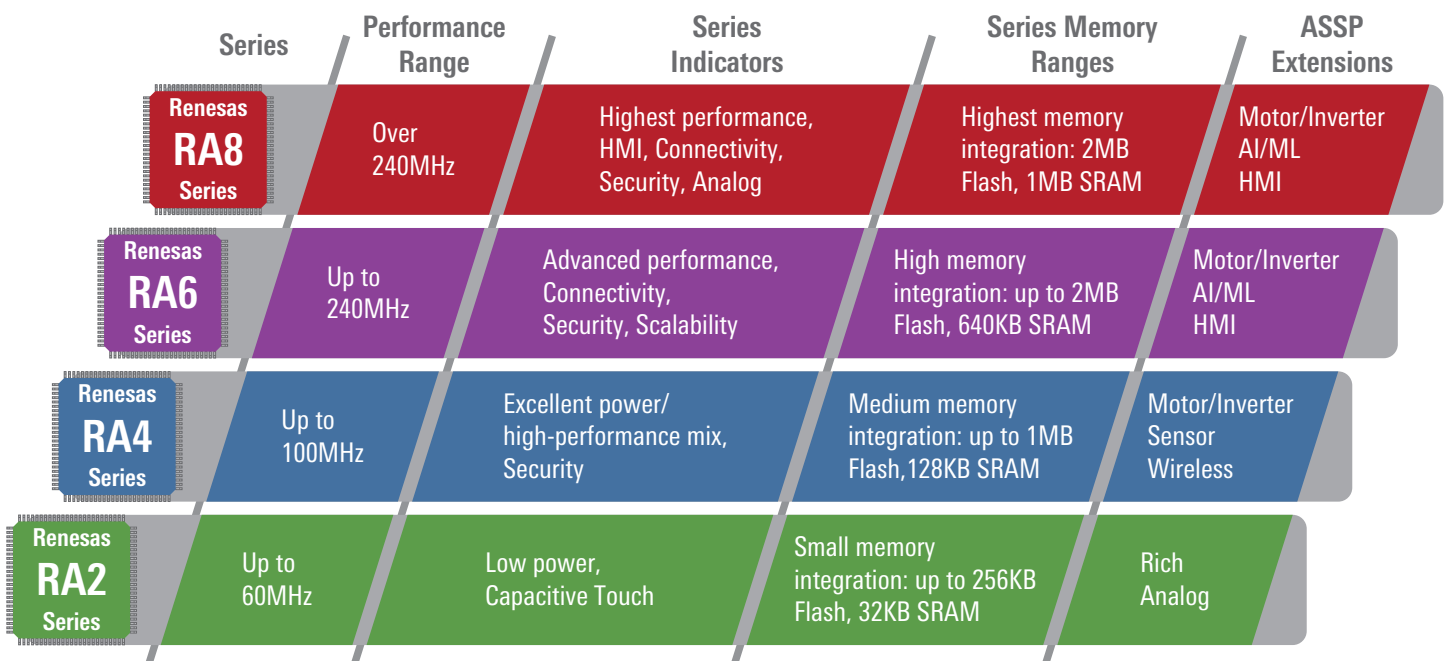 Series
Performance
Range
Series
Indicators
Series Memory
Ranges
ASSP
Extensions
Renesas
RA8
Series
Over
240MHz
Highest performance,
HMI, Connectivity,
Security, Analog
Highest memory
integration: 2MB
Flash, 1MB SRAM
Motor/Inverter
AI/ML
HMI
Renesas
RA6
Series
Up to
240MHz
Advanced performance,
Connectivity,
Security, Scalability
High memory
integration: up to 2MB
Flash, 640KB SRAM
Motor/Inverter
AI/ML
HMI
Renesas
RA4
Series
Up to
100MHz
Excellent power/
high-performance mix,
Security
Medium memory
integration: up to 1MB
Flash,128KB SRAM
Motor/Inverter
Sensor
Wireless
Renesas
RA2
Series
Up to
60MHz
Low power,
Capacitive Touch
Small memory
integration: up to 256KB
Flash, 32KB SRAM
Rich
Analog